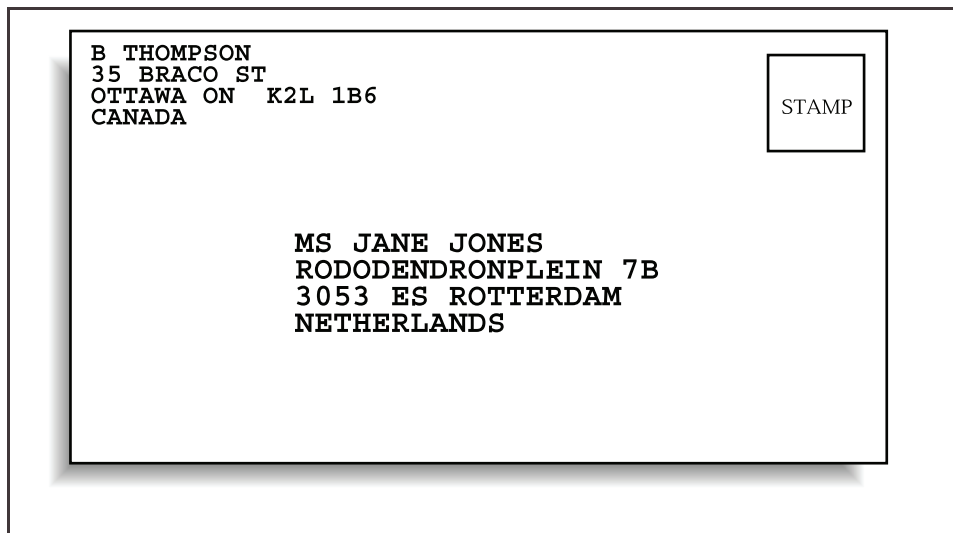 B THOMPSON
35 BRACO ST
OTTAWA ON  K2L 1B6
CANADA
STAMP
MS JANE JONES
RODODENDRONPLEIN 7B
3053 ES ROTTERDAM
NETHERLANDS